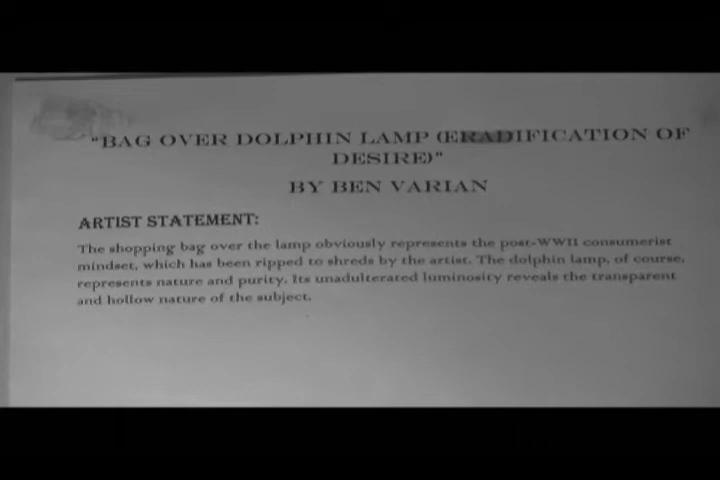 "BAG OVER DOLPHIN LAMP (ERADIFICATION OF
DESIRE)"
BY BEN VARIAN
ARTIST STATEMENT:
The shopping bag over the lamp obviously represents the post-WWII consumerist
mindset, which has been ripped to shreds by the artist. The dolphin lamp, of course,
represents nature and purity. Its unadulterated luminosity reveals the transparent
and hollow nature of the subject.